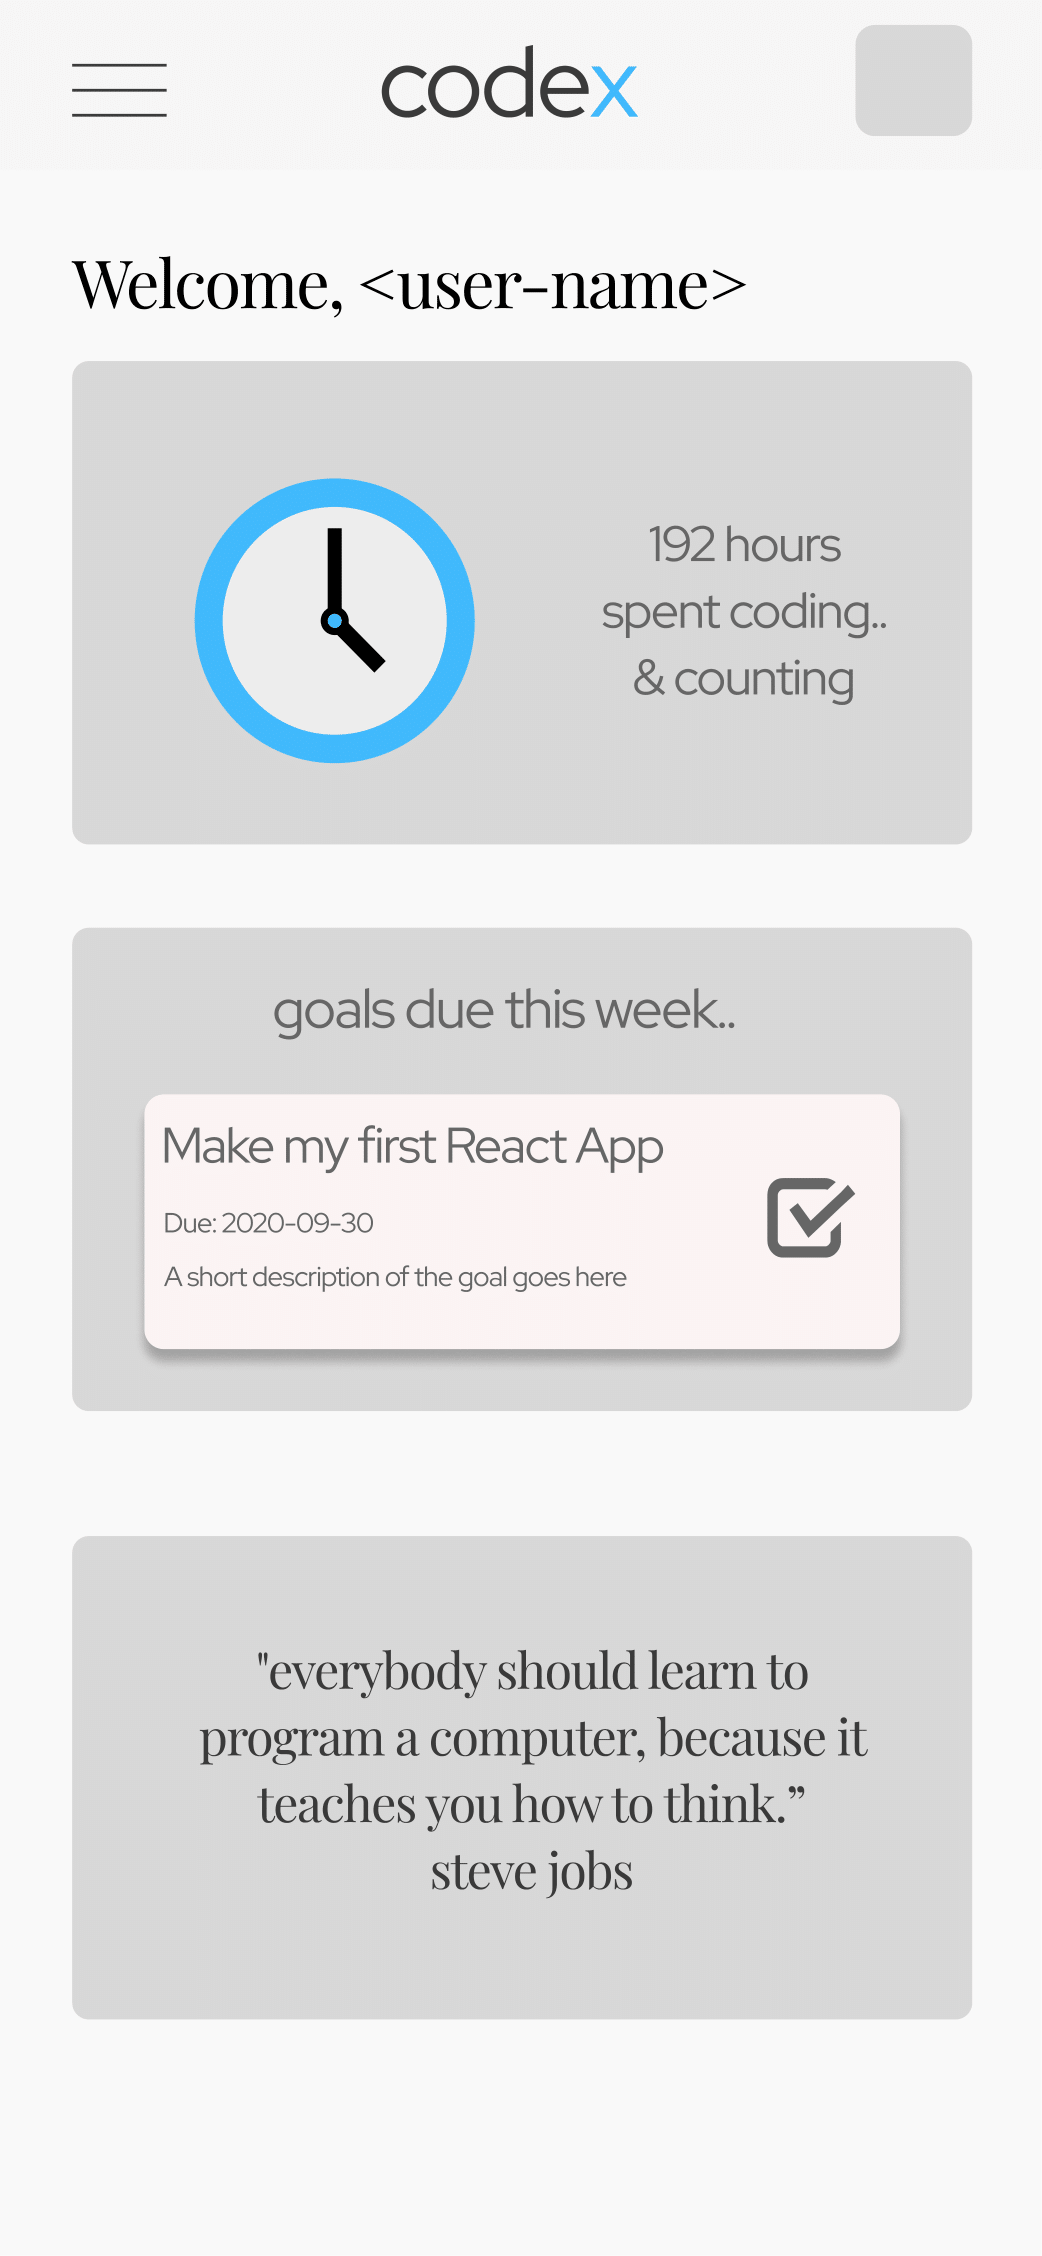 codex
Welcome, <user-name>
192 hours
spent coding..
& counting
goals due this week..
Make my first React App
Due: 2020-09-30
A short description of the goal goes here
"everybody should learn to
program a computer, because it
teaches you how to think.”
steve jobs